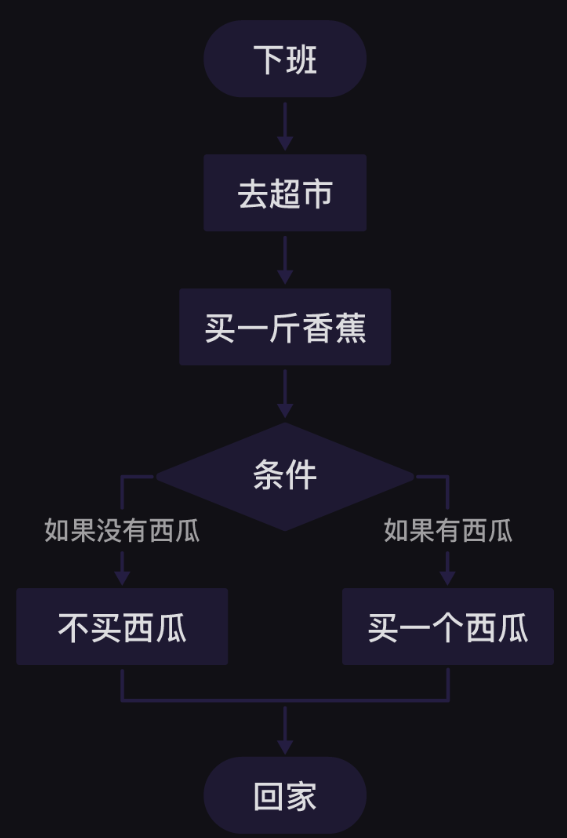 下班
去超市
买一斤香蕉
条件
如果没有西瓜
如果有西瓜
不买西瓜
买一个西瓜
回家